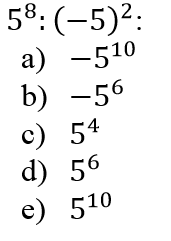 5⁸: (−5)²:
a) −5¹⁰
b) −5⁶
c) 5⁴
d) 5⁶
e) 5¹⁰